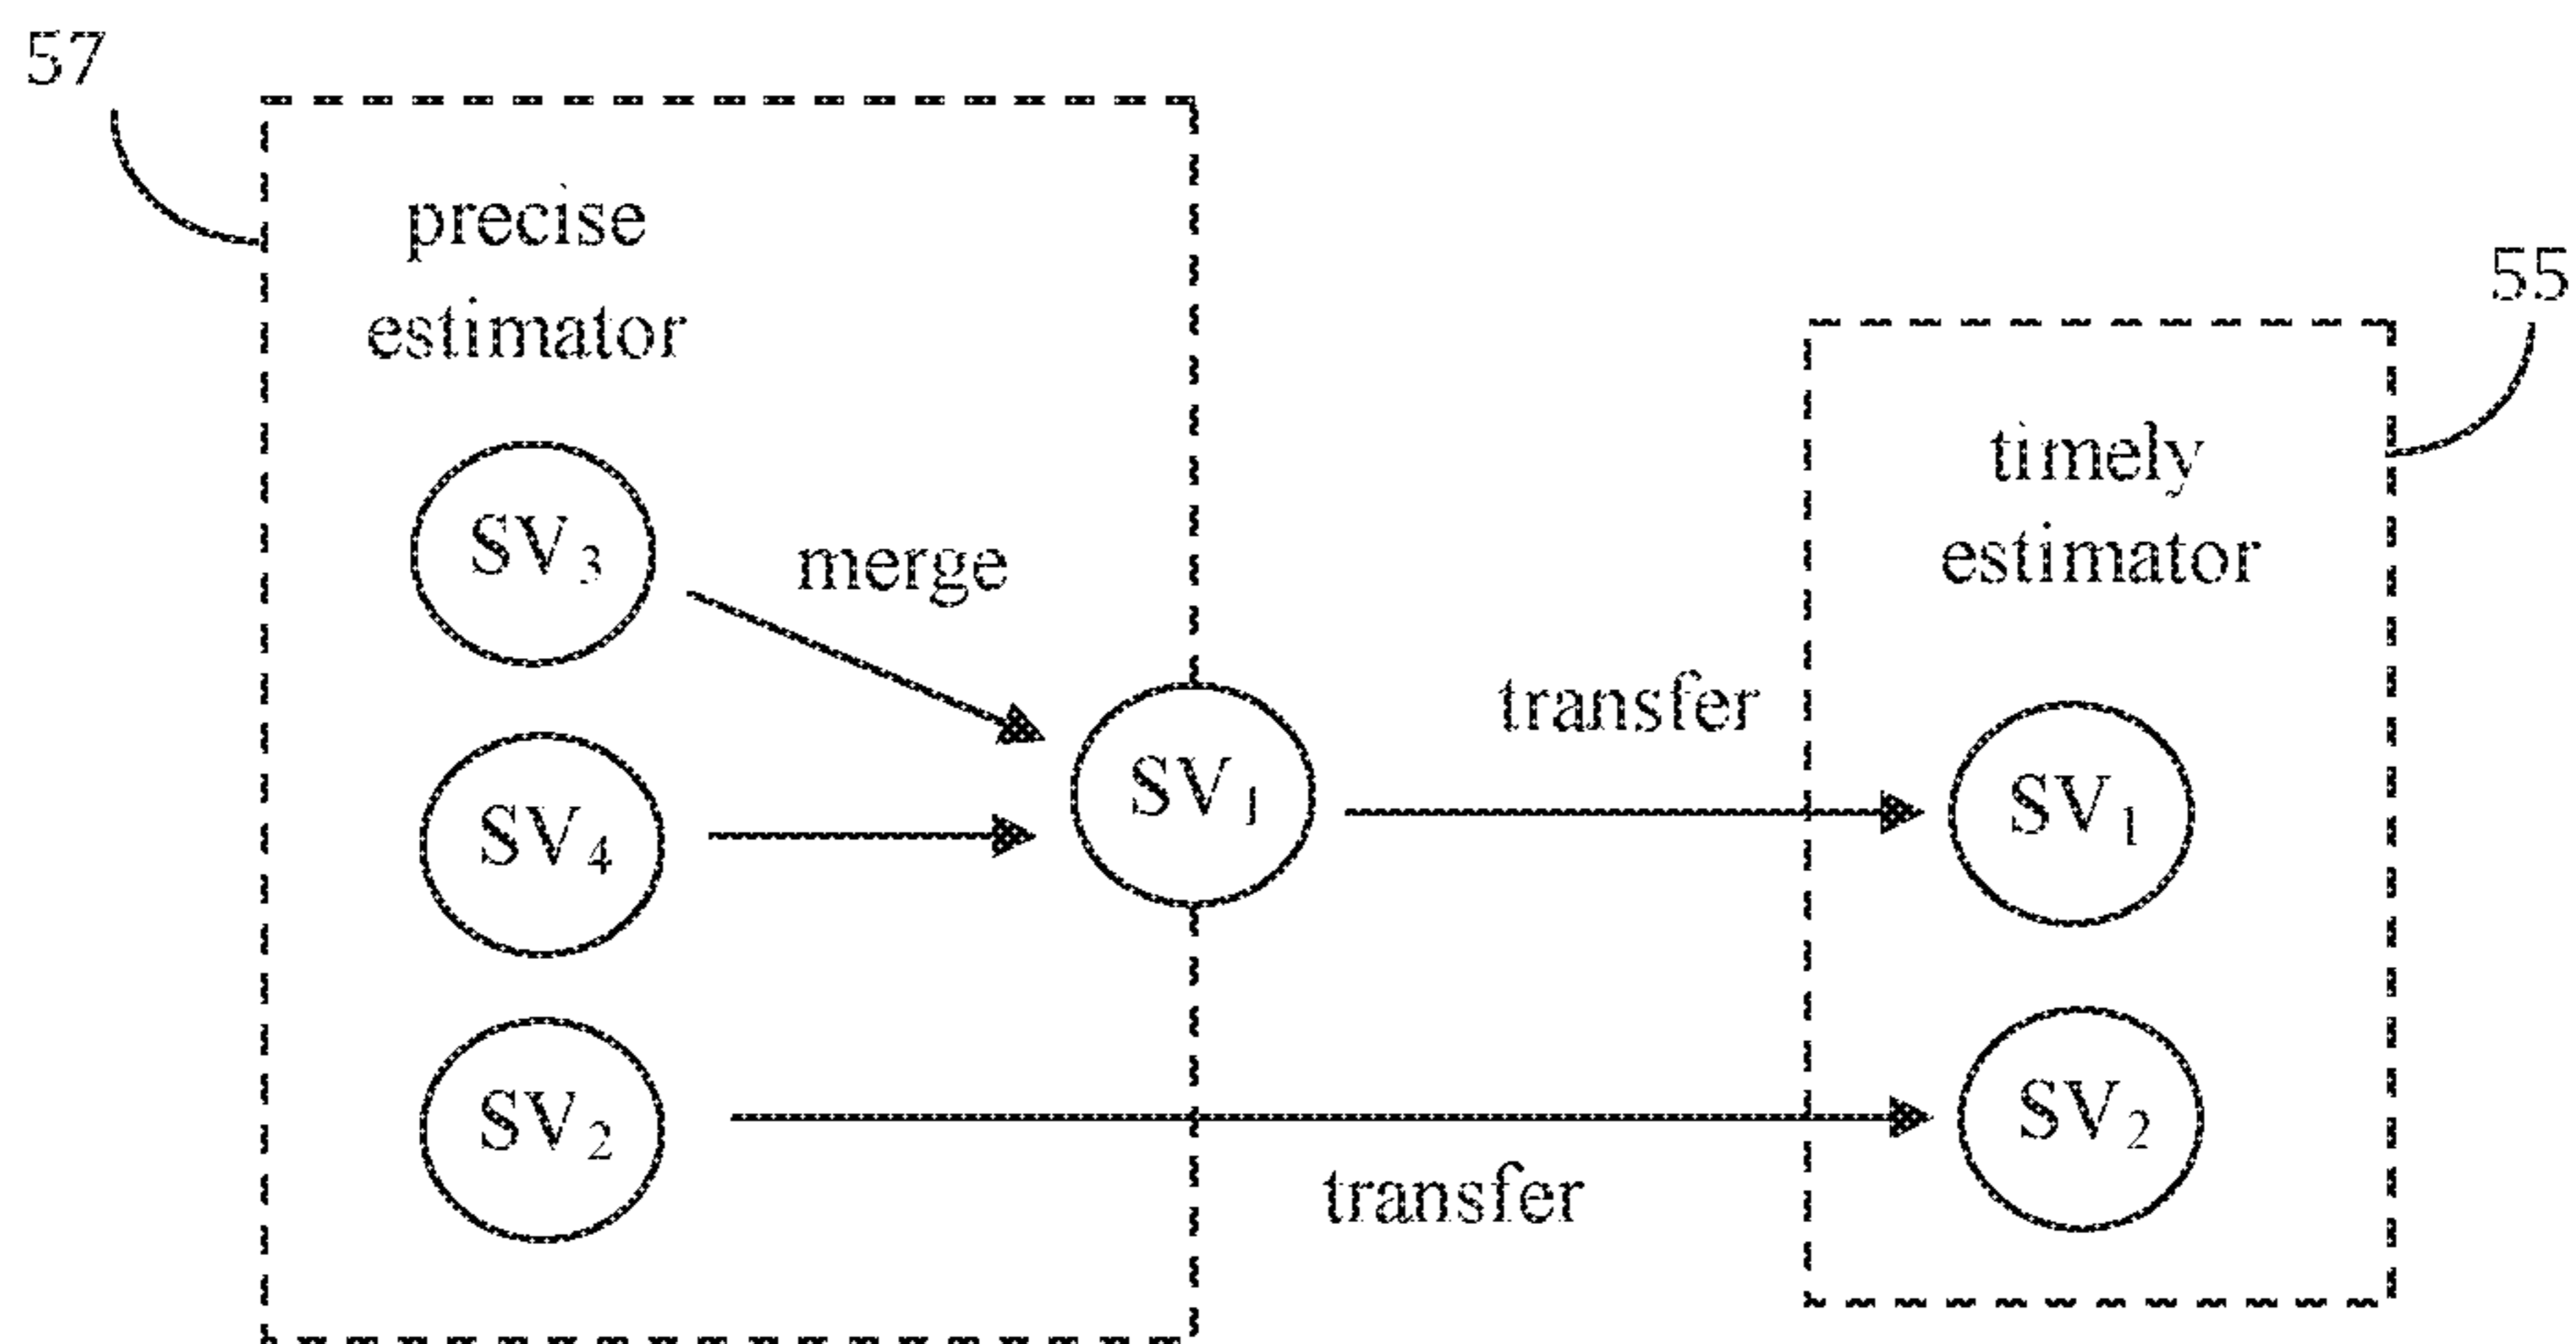 57
precise
estimator
55
timely
estimator
SV₃
merge
transfer
SV₄
SV₁
SV₁
SV₂
SV₂
transfer